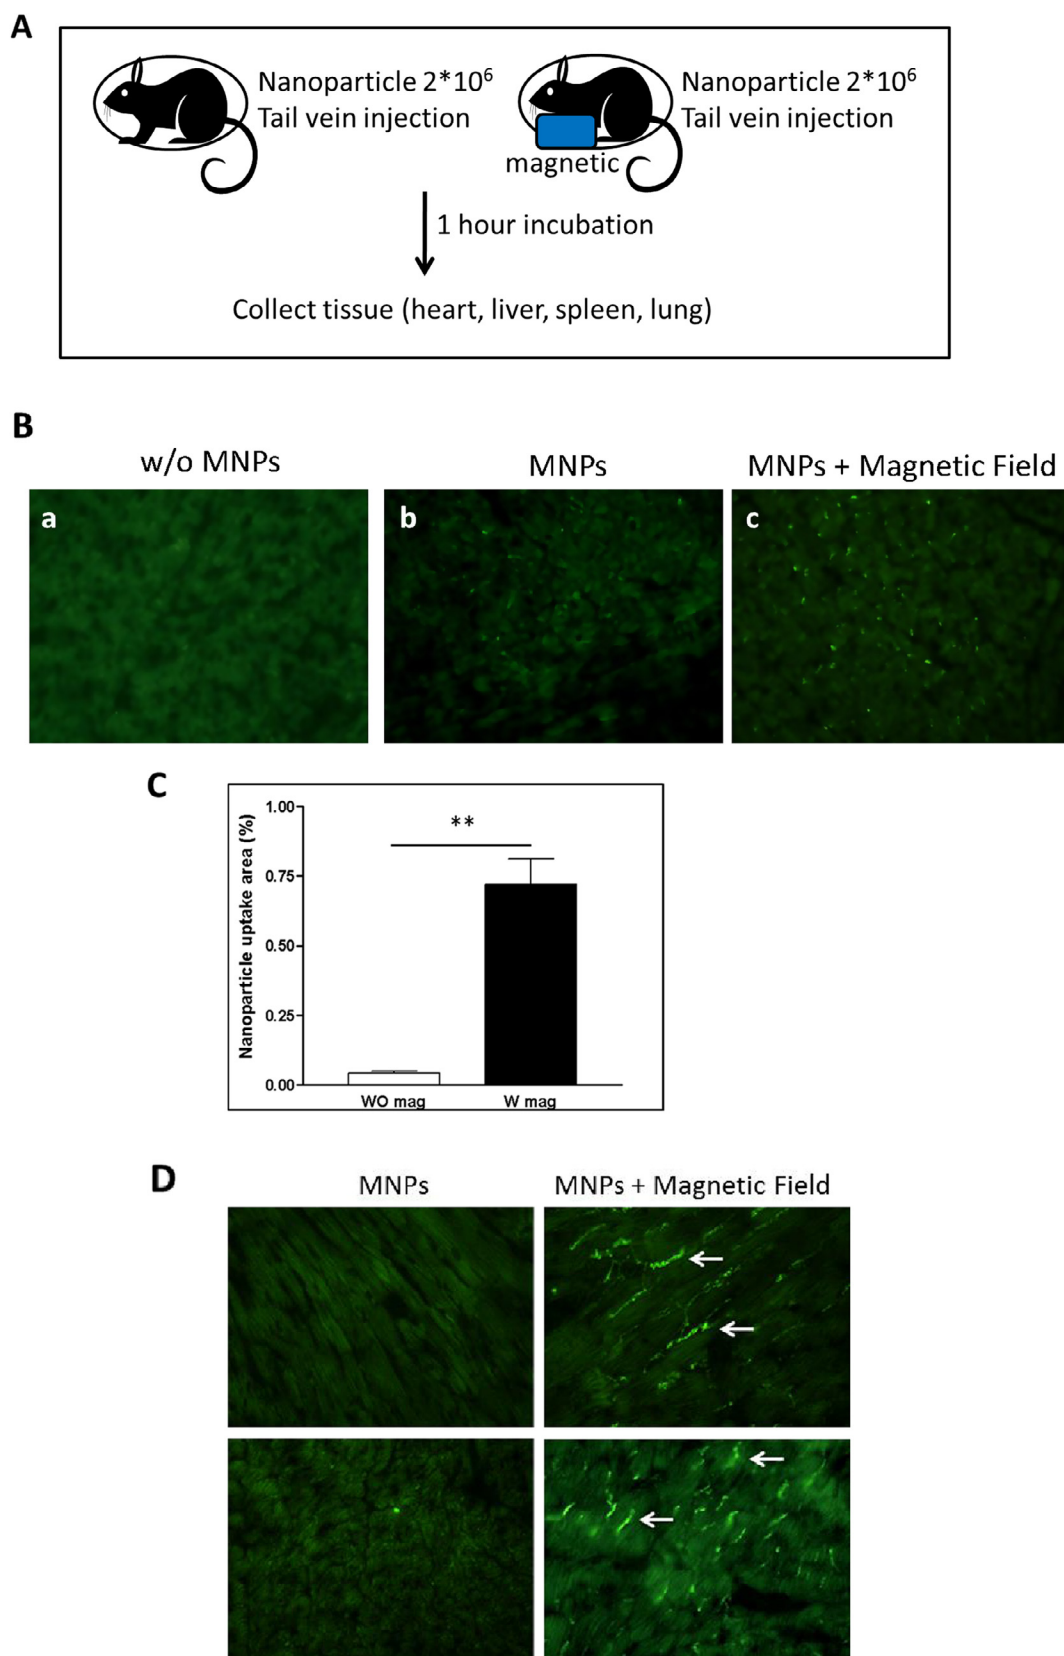 A
Nanoparticle 2*10⁶
Tail vein injection
Nanoparticle 2*10⁶
Tail vein injection
magnetic
1 hour incubation
Collect tissue (heart, liver, spleen, lung)
B
w/o MNPs
MNPs
MNPs + Magnetic Field
a
b
c
C
Nanoparticle uptake area (%)
1.00
0.75
0.50
0.25
0.00
**
WO mag
W mag
D
MNPs
MNPs + Magnetic Field